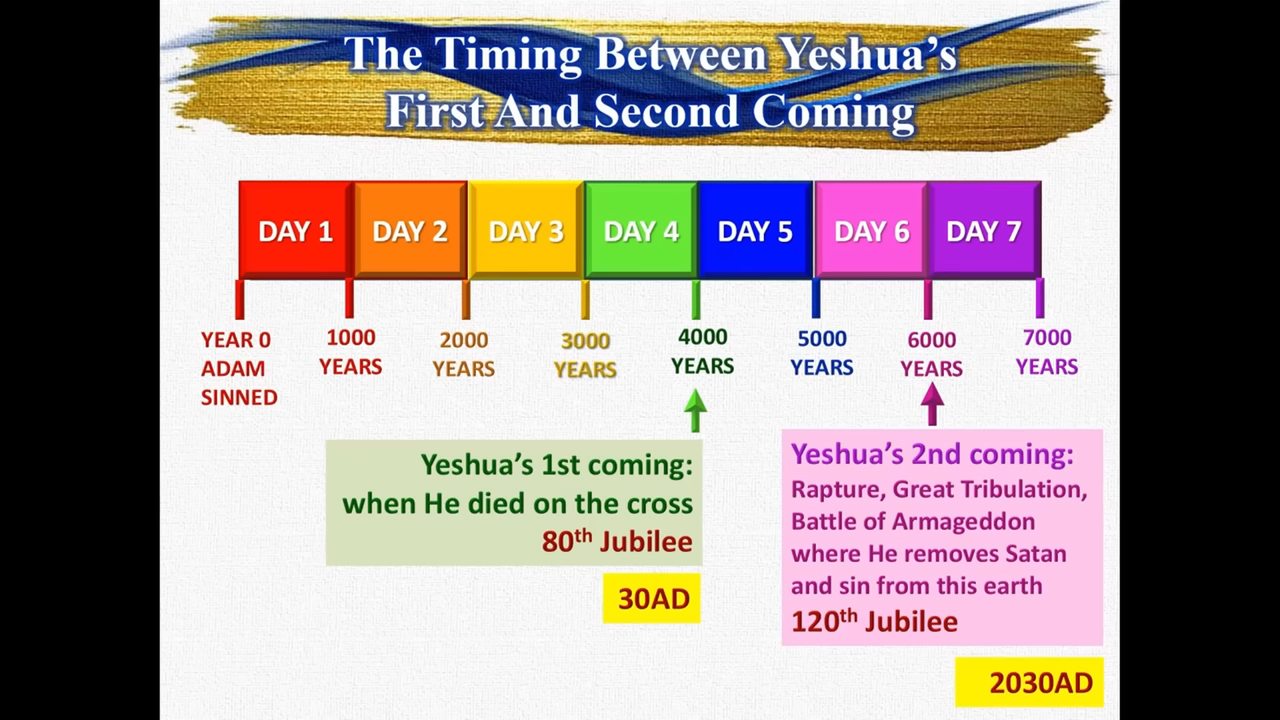 The Timing Between Yeshua's
First And Second Coming
DAY 1
DAY 2
DAY 3
DAY 4
DAY 5
DAY 6
DAY 7
YEAR 0
ADAM
SINNED
1000
YEARS
2000
YEARS
3000
YEARS
4000
YEARS
5000
YEARS
6000
YEARS
7000
YEARS
Yeshua's 1st coming:
when He died on the cross
80th Jubilee
30AD
Yeshua's 2nd coming:
Rapture, Great Tribulation,
Battle of Armageddon
where He removes Satan
and sin from this earth
120th Jubilee
2030AD